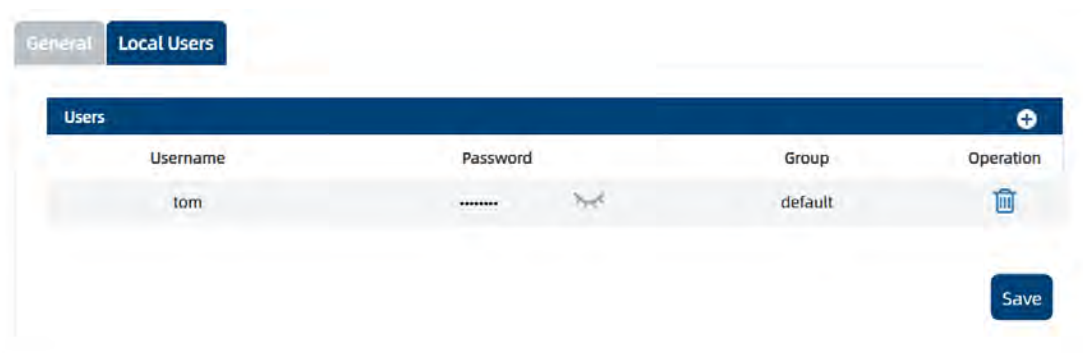 General Local Users
Users
Username Password Group Operation
tom ........ default
Save